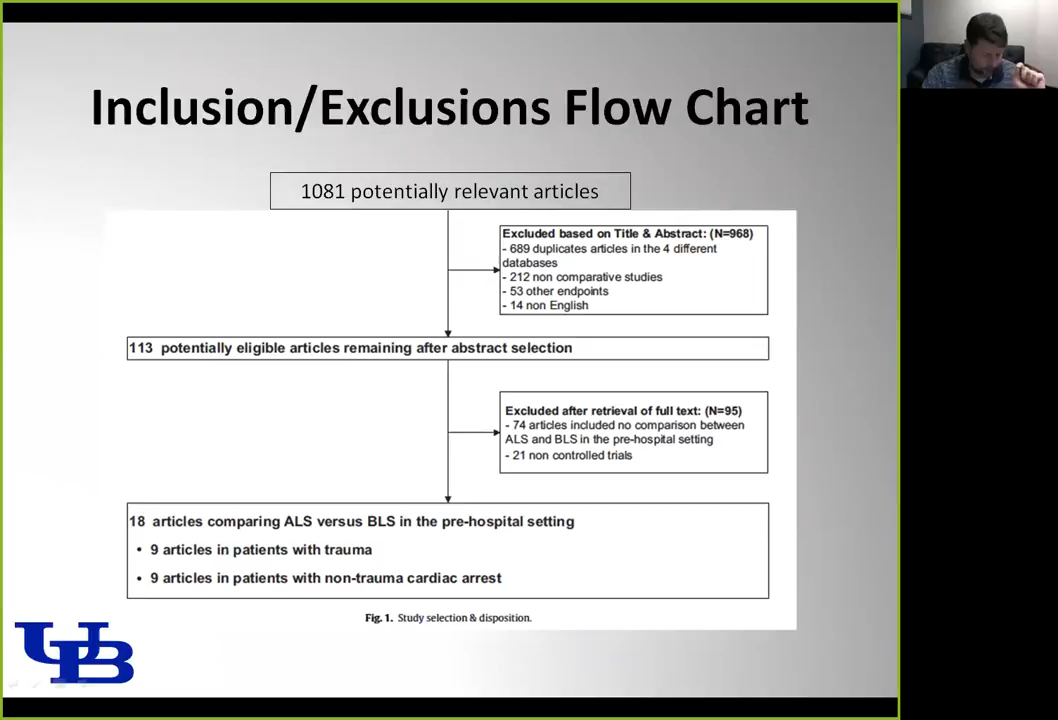 Inclusion/Exclusions Flow Chart
1081 potentially relevant articles
Excluded based on Title & Abstract: (N=968)
- 689 duplicates articles in the 4 different
databases
- 212 non comparative studies
- 53 other endpoints
- 14 non English
113 potentially eligible articles remaining after abstract selection
Excluded after retrieval of full text: (N=95)
- 74 articles included no comparison between
ALS and BLS in the pre-hospital setting
- 21 non controlled trials
18 articles comparing ALS versus BLS in the pre-hospital setting
• 9 articles in patients with trauma
• 9 articles in patients with non-trauma cardiac arrest
Fig. 1. Study selection & disposition.
UB